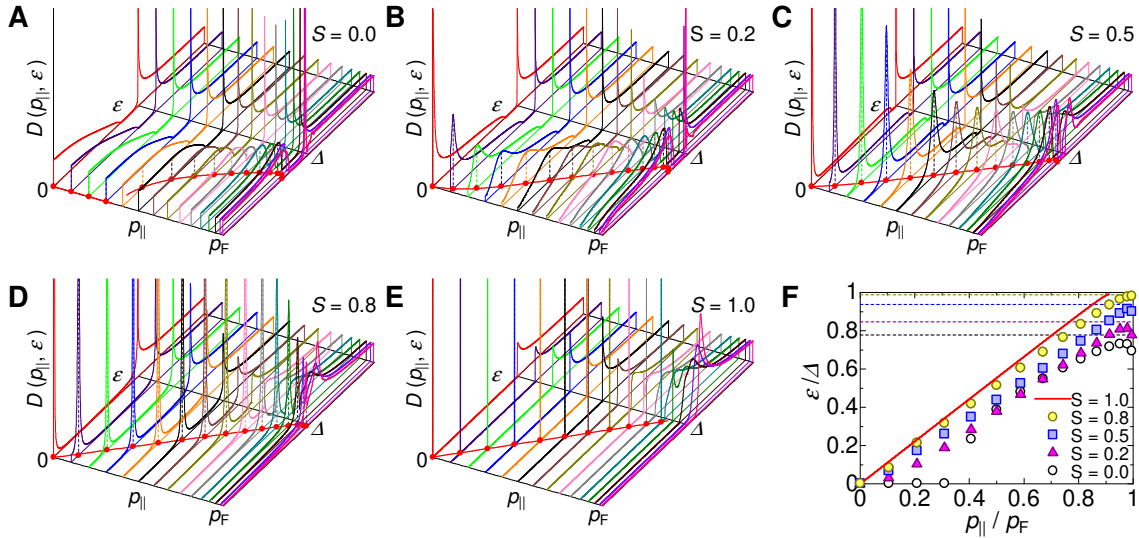 A
S = 0.0
D (p||, ε)
ε
Δ
0
p||
pF
B
S = 0.2
D (p||, ε)
ε
Δ
0
p||
pF
C
S = 0.5
D (p||, ε)
ε
Δ
0
p||
pF
D
S = 0.8
D (p||, ε)
ε
Δ
0
p||
pF
E
S = 1.0
D (p||, ε)
ε
Δ
0
p||
pF
F
1
0.8
0.6
0.4
0.2
0
ε/Δ
S = 1.0
S = 0.8
S = 0.5
S = 0.2
S = 0.0
0 0.2 0.4 0.6 0.8 1
p|| / pF